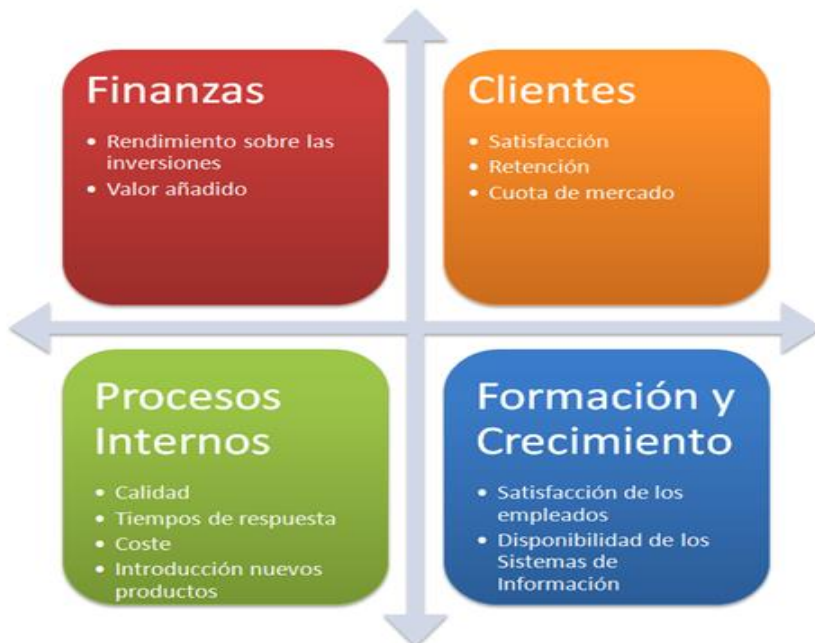 Finanzas
• Rendimiento sobre las
inversiones
• Valor añadido
Clientes
• Satisfacción
• Retención
• Cuota de mercado
Procesos
Internos
• Calidad
• Tiempos de respuesta
• Coste
• Introducción nuevos
productos
Formación y
Crecimiento
• Satisfacción de los
empleados
• Disponibilidad de los
Sistemas de
Información